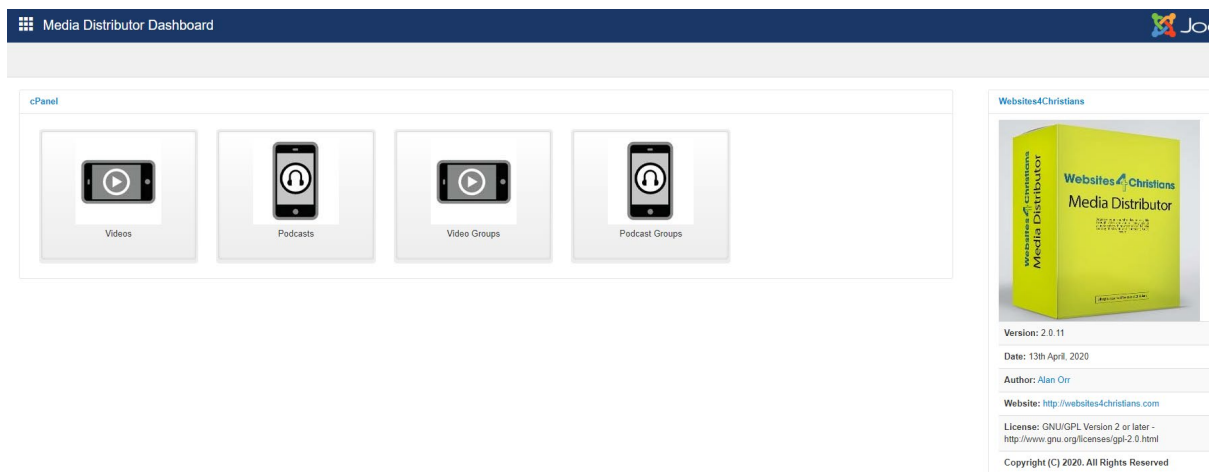 Media Distributor Dashboard
cPanel
Videos
Podcasts
Video Groups
Podcast Groups
Websites4Christians
Websites 4 Christians
Media Distributor
Websites 4 Christians
Media Distributor
Version: 2.0.11
Date: 13th April, 2020
Author: Alan Orr
Website: http://websites4christians.com
License: GNU/GPL Version 2 or later -
http://www.gnu.org/licenses/gpl-2.0.html
Copyright (C) 2020. All Rights Reserved